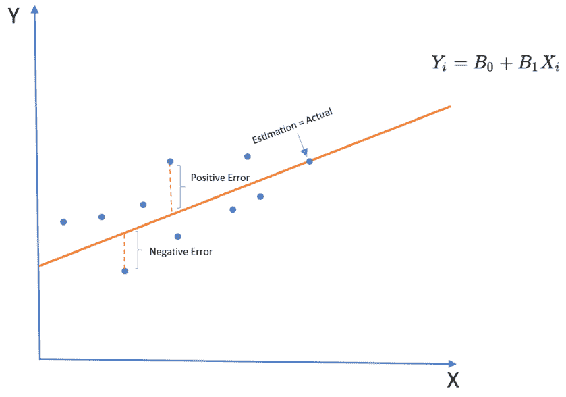 Y
Yᵢ = B₀ + B₁Xᵢ
Estimation = Actual
Positive Error
Negative Error
X